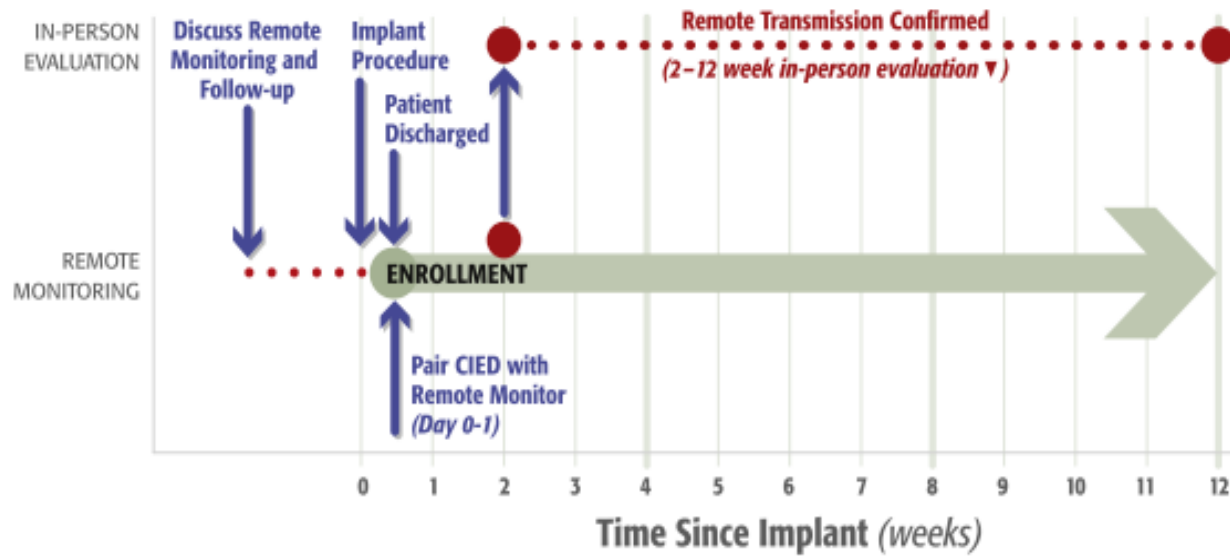 IN-PERSON
EVALUATION
Discuss Remote
Monitoring and
Follow-up
Implant
Procedure
Patient
Discharged
Remote Transmission Confirmed
(2–12 week in-person evaluation ▼)
REMOTE
MONITORING
ENROLLMENT
Pair CIED with
Remote Monitor
(Day 0-1)
0 1 2 3 4 5 6 7 8 9 10 11 12
Time Since Implant (weeks)